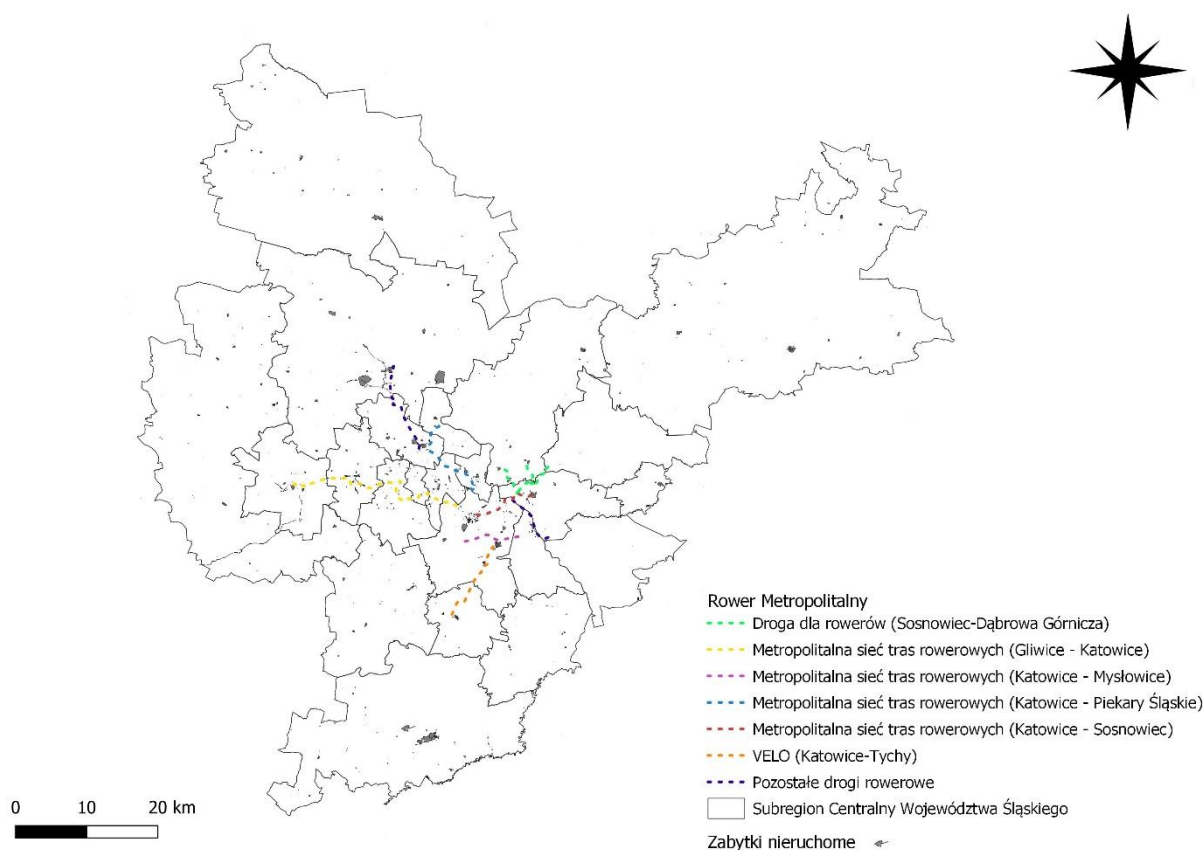 Rower Metropolitalny
Droga dla rowerów (Sosnowiec-Dąbrowa Górnicza)
Metropolitalna sieć tras rowerowych (Gliwice - Katowice)
Metropolitalna sieć tras rowerowych (Katowice - Mysłowice)
Metropolitalna sieć tras rowerowych (Katowice - Piekary Śląskie)
Metropolitalna sieć tras rowerowych (Katowice - Sosnowiec)
VELO (Katowice-Tychy)
Pozostałe drogi rowerowe
Subregion Centralny Województwa Śląskiego
Zabytki nieruchome
0 10 20 km